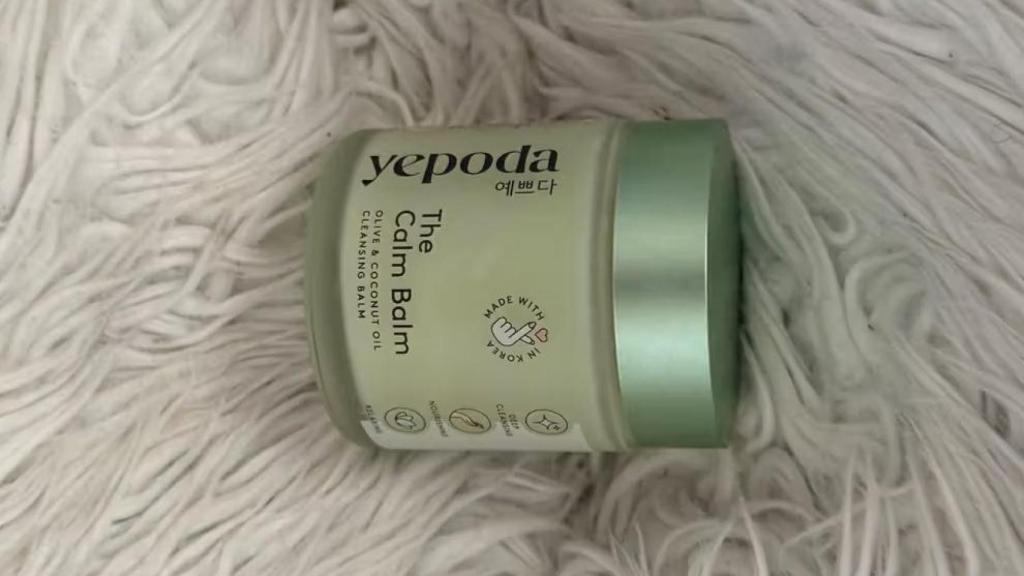 yepoda
예쁘다
The
Calm Balm
OLIVE & COCONUT OIL
CLEANSING BALM
MADE WITH
IN KOREA
DEEP
CLEANSING
NOURISHING